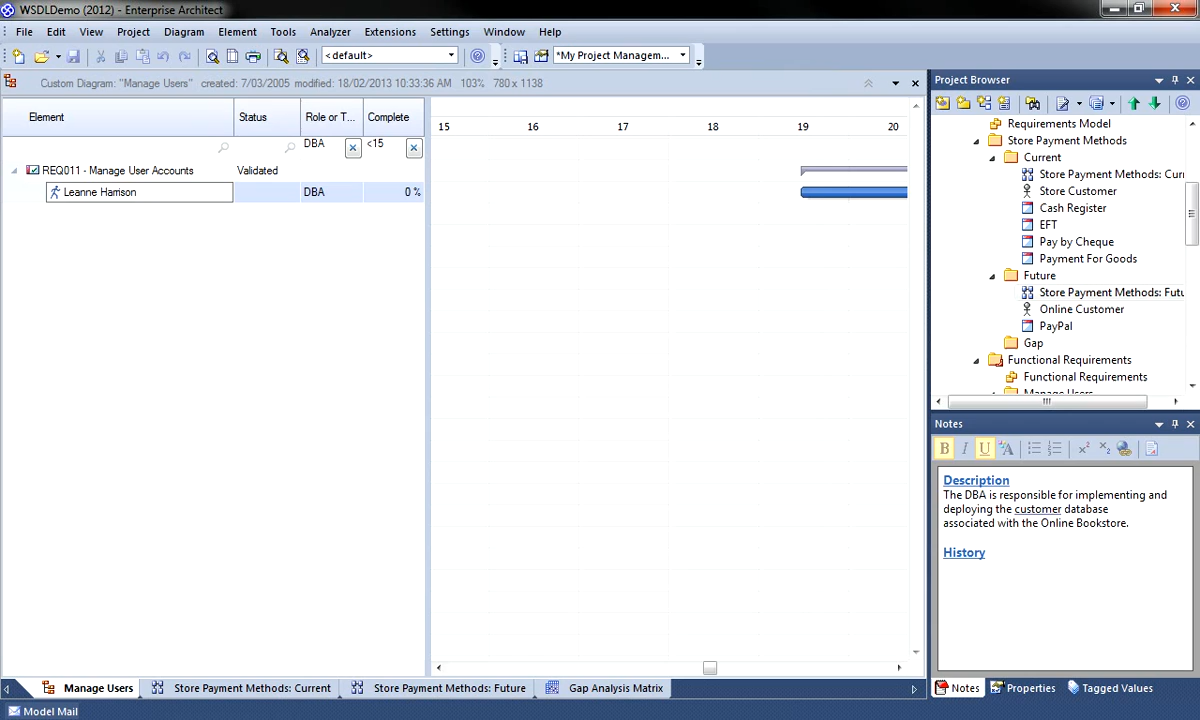 WSDLDemo (2012) - Enterprise Architect
File Edit View Project Diagram Element Tools Analyzer Extensions Settings Window Help
<default> *My Project Managem...
Custom Diagram: "Manage Users" created: 7/03/2005 modified: 18/02/2013 10:33:36 AM 103% 780 x 1138
Element Status Role or T... Complete
DBA <15
REQ011 - Manage User Accounts Validated
Leanne Harrison DBA 0 %
15 16 17 18 19 20
Project Browser
Requirements Model
Store Payment Methods
Current
Store Payment Methods: Curr
Store Customer
Cash Register
EFT
Pay by Cheque
Payment For Goods
Future
Store Payment Methods: Futu
Online Customer
PayPal
Gap
Functional Requirements
Functional Requirements
Manage Users
Notes
B I U A
Description
The DBA is responsible for implementing and
deploying the customer database
associated with the Online Bookstore.
History
Manage Users Store Payment Methods: Current Store Payment Methods: Future Gap Analysis Matrix
Notes Properties Tagged Values
Model Mail